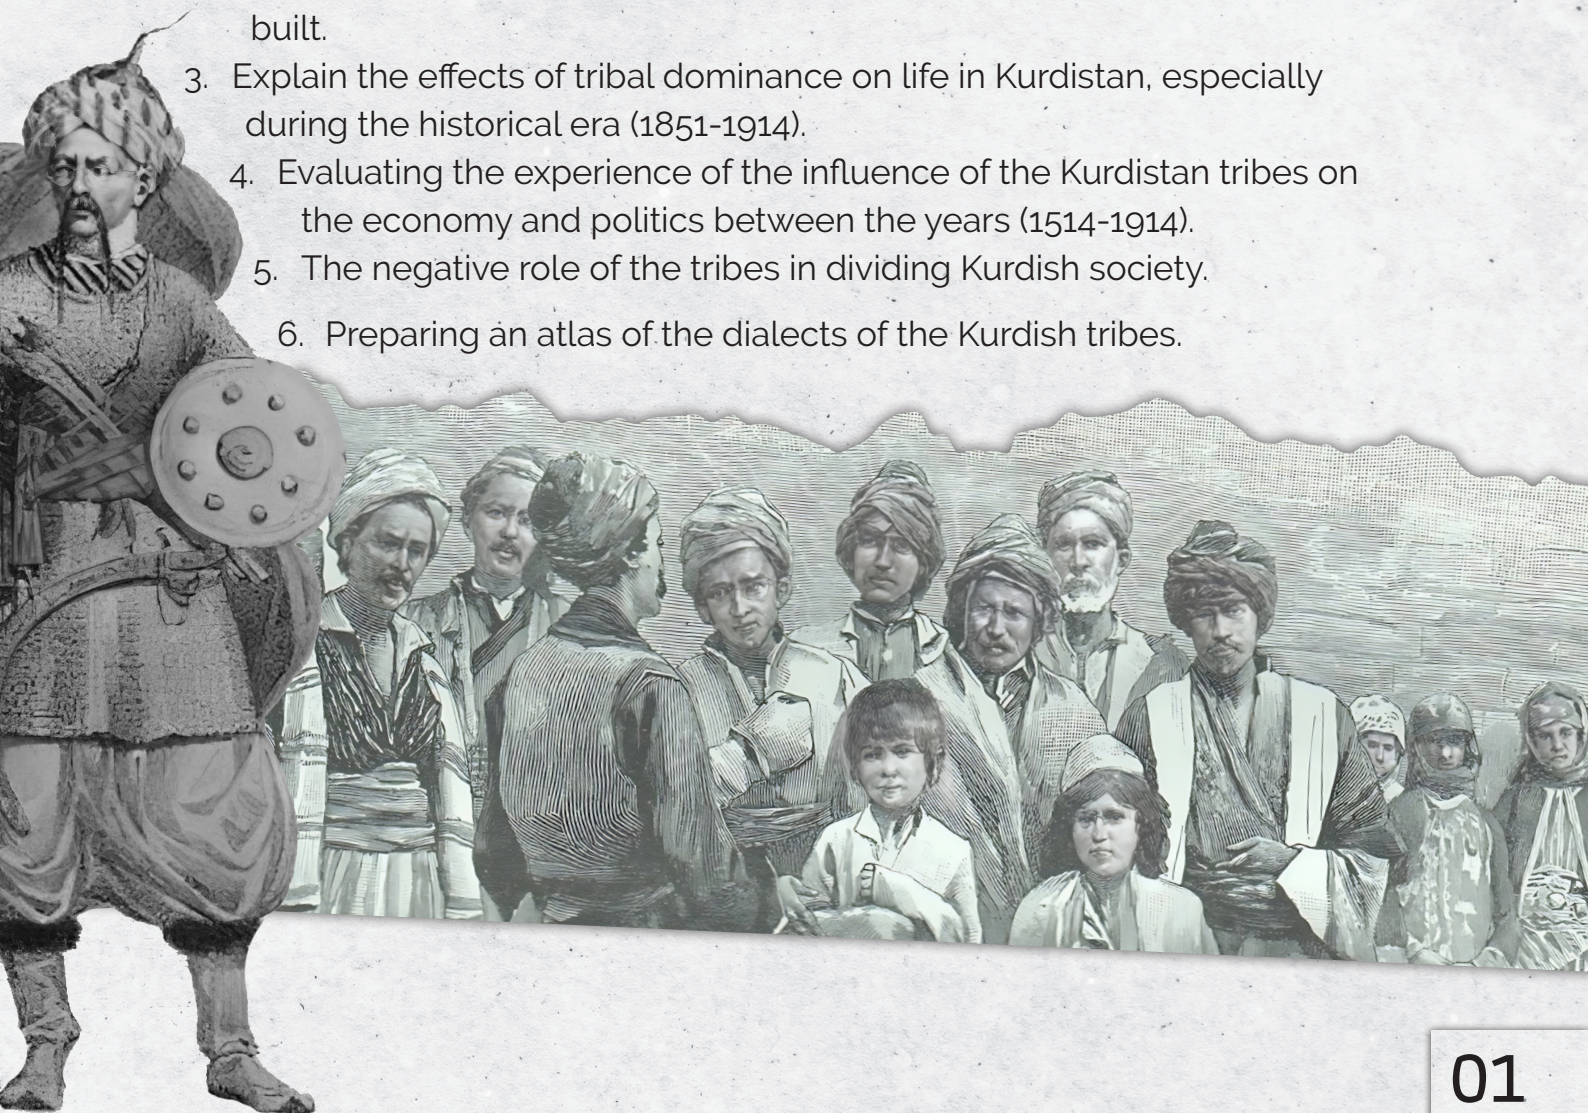 built.
3. Explain the effects of tribal dominance on life in Kurdistan, especially
during the historical era (1851-1914).
4. Evaluating the experience of the influence of the Kurdistan tribes on
the economy and politics between the years (1514-1914).
5. The negative role of the tribes in dividing Kurdish society.
6. Preparing an atlas of the dialects of the Kurdish tribes.
01